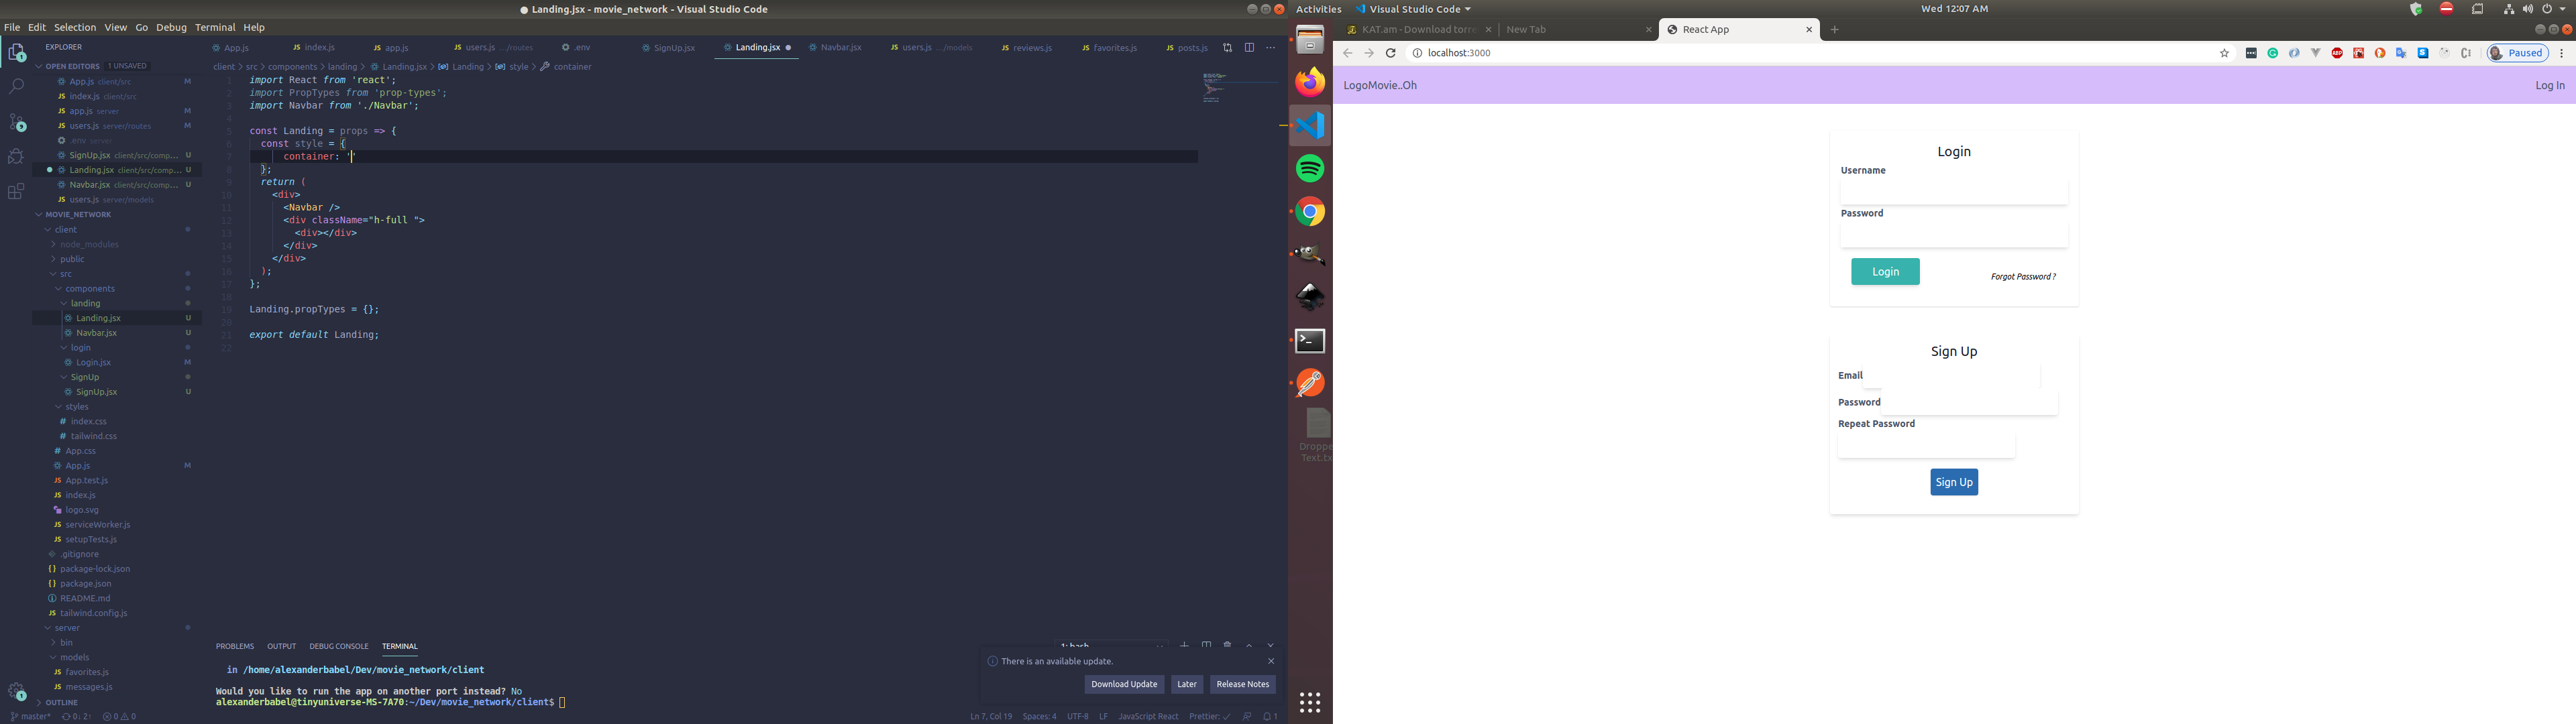 ● Landing.jsx - movie_network - Visual Studio Code
Activities
Visual Studio Code
Wed 12:07 AM
File Edit Selection View Go Debug Terminal Help
EXPLORER
OPEN EDITORS 1 UNSAVED
App.js client/src M
index.js client/src
app.js server M
users.js server/routes M
.env server
SignUp.jsx client/src/comp... U
Landing.jsx client/src/comp... U
Navbar.jsx client/src/comp... U
users.js server/models
MOVIE_NETWORK
client
node_modules
public
src
components
landing
Landing.jsx U
Navbar.jsx U
login
Login.jsx M
SignUp
SignUp.jsx U
styles
index.css
tailwind.css
App.css
App.js M
App.test.js
index.js
logo.svg
serviceWorker.js
setupTests.js
.gitignore
package-lock.json
package.json
README.md
tailwind.config.js
server
bin
models
favorites.js
messages.js
OUTLINE
App.js index.js app.js users.js .../routes .env SignUp.jsx Landing.jsx Navbar.jsx users.js .../models reviews.js favorites.js posts.js
client > src > components > landing > Landing.jsx > Landing > style > container
1 import React from 'react';
2 import PropTypes from 'prop-types';
3 import Navbar from './Navbar';
4
5 const Landing = props => {
6 const style = {
7 container: ''
8 };
9 return (
10 <div>
11 <Navbar />
12 <div className="h-full ">
13 <div></div>
14 </div>
15 </div>
16 );
17 };
18
19 Landing.propTypes = {};
20
21 export default Landing;
22
PROBLEMS OUTPUT DEBUG CONSOLE TERMINAL
1: bash
in /home/alexanderbabel/Dev/movie_network/client
Would you like to run the app on another port instead? No
alexanderbabel@tinyuniverse-MS-7A70:~/Dev/movie_network/client$
There is an available update.
Download Update Later Release Notes
master* 0↓ 2↑ 0 0
Ln 7, Col 19 Spaces: 4 UTF-8 LF JavaScript React Prettier: ✓ 1
Droppe
Text.tx
KAT.am - Download torre
New Tab
React App
localhost:3000
Paused
LogoMovie..Oh
Log In
Login
Username
Password
Login
Forgot Password ?
Sign Up
Email
Password
Repeat Password
Sign Up